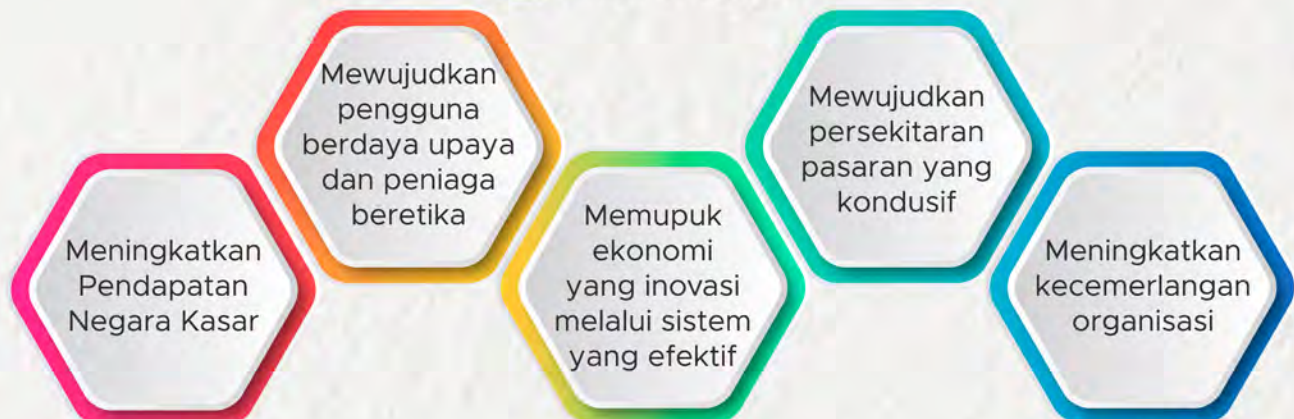 Meningkatkan
Pendapatan
Negara Kasar
Mewujudkan
pengguna
berdaya upaya
dan peniaga
beretika
Memupuk
ekonomi
yang inovasi
melalui sistem
yang efektif
Mewujudkan
persekitaran
pasaran yang
kondusif
Meningkatkan
kecemerlangan
organisasi